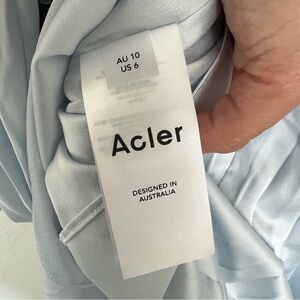 AU 10
US 6
Acler
DESIGNED IN
AUSTRALIA